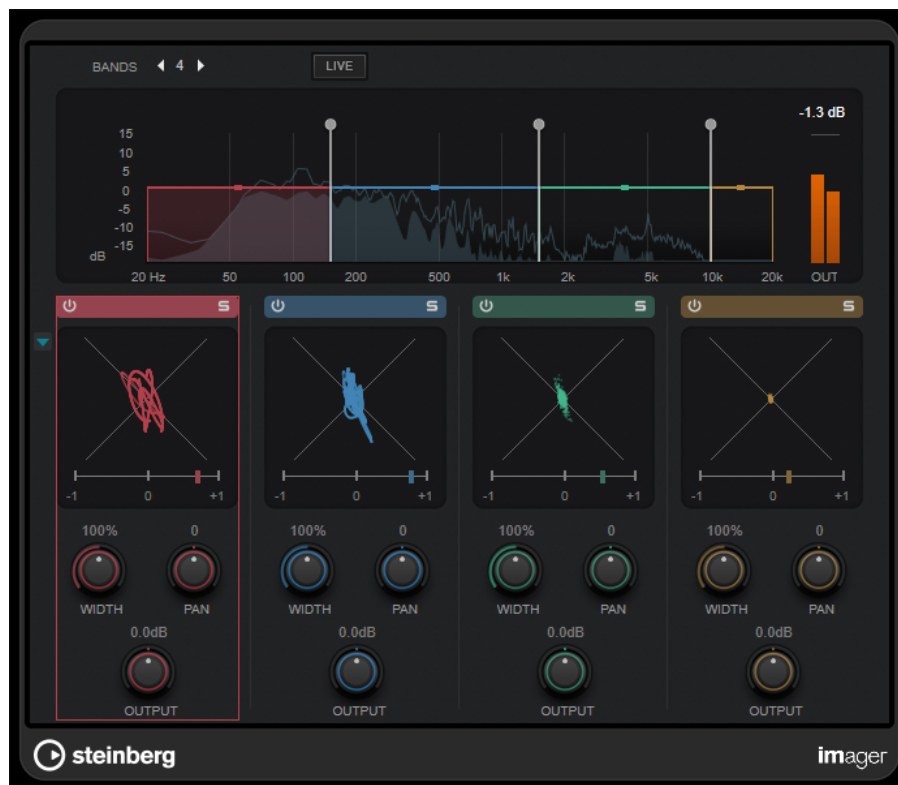 BANDS 4 LIVE
-1.3 dB
15
10
5
0
-5
-10
-15
dB
20 Hz 50 100 200 500 1k 2k 5k 10k 20k OUT
S S S S
-1 0 +1 -1 0 +1 -1 0 +1 -1 0 +1
100% 0 100% 0 100% 0 100% 0
WIDTH PAN WIDTH PAN WIDTH PAN WIDTH PAN
0.0dB 0.0dB 0.0dB 0.0dB
OUTPUT OUTPUT OUTPUT OUTPUT
steinberg imager